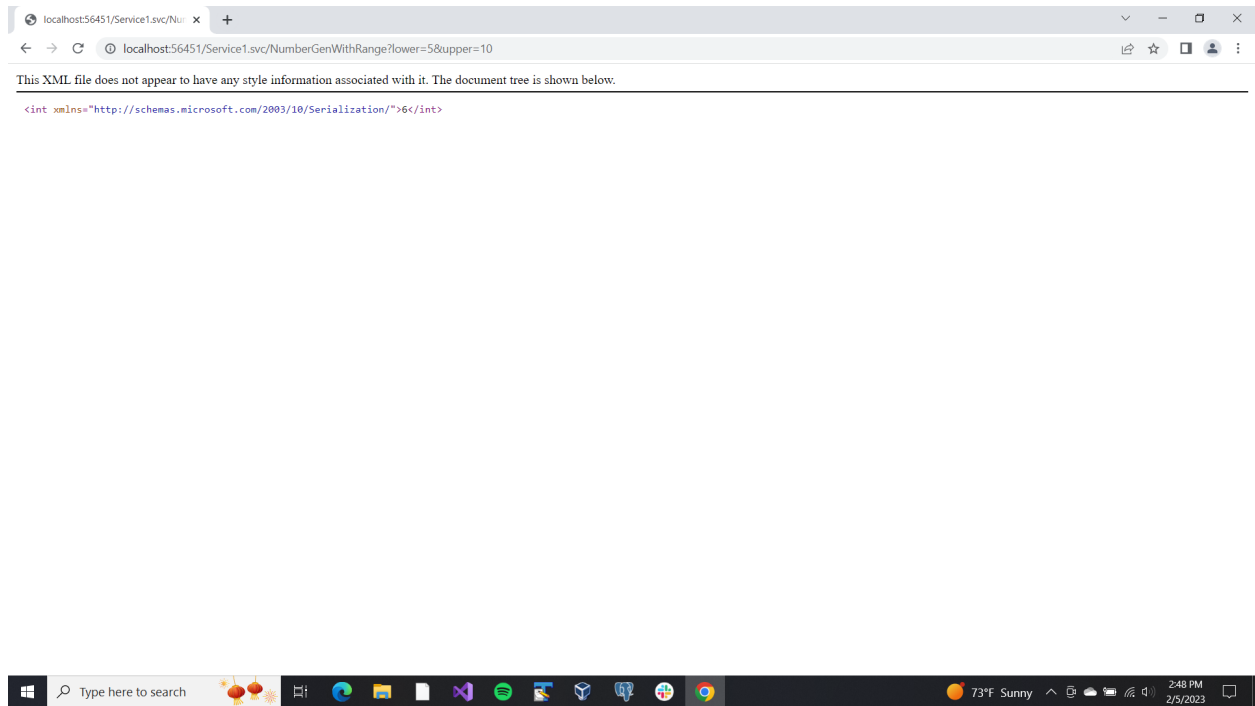 localhost:56451/Service1.svc/Nur
localhost:56451/Service1.svc/NumberGenWithRange?lower=5&upper=10
This XML file does not appear to have any style information associated with it. The document tree is shown below.
<int xmlns="http://schemas.microsoft.com/2003/10/Serialization/">6</int>
Type here to search
73°F Sunny
2:48 PM
2/5/2023